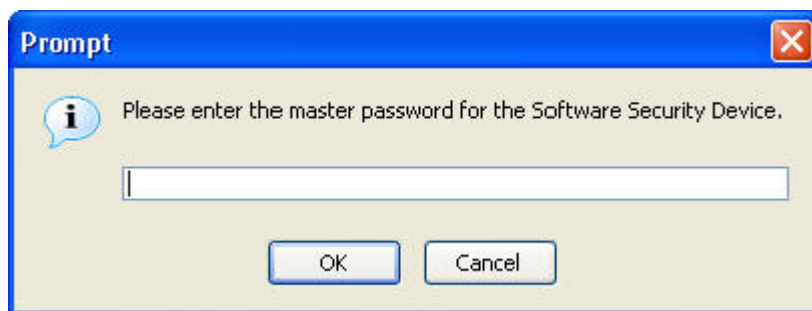 Prompt
Please enter the master password for the Software Security Device.
OK
Cancel